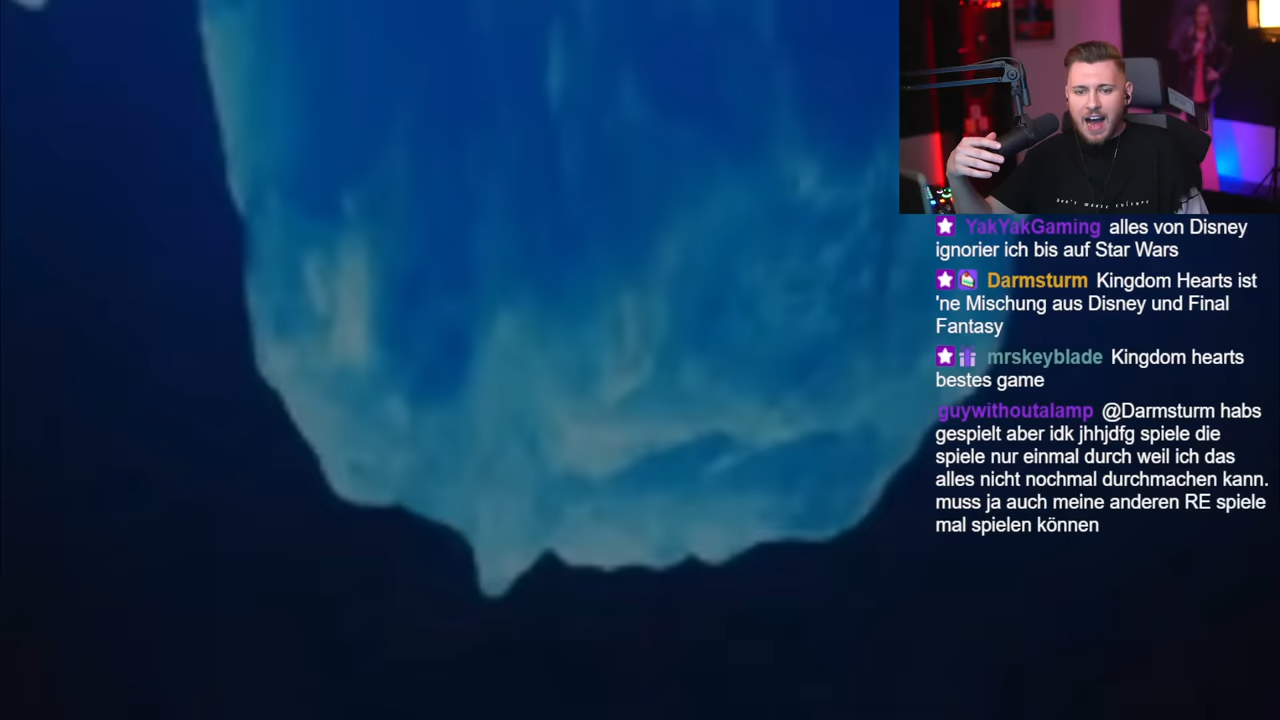 YakYakGaming alles von Disney
ignorier ich bis auf Star Wars
Darmsturm Kingdom Hearts ist
'ne Mischung aus Disney und Final
Fantasy
mrskeyblade Kingdom hearts
bestes game
guywithoutalamp @Darmsturm habs
gespielt aber idk jhhjdfg spiele die
spiele nur einmal durch weil ich das
alles nicht nochmal durchmachen kann.
muss ja auch meine anderen RE spiele
mal spielen können